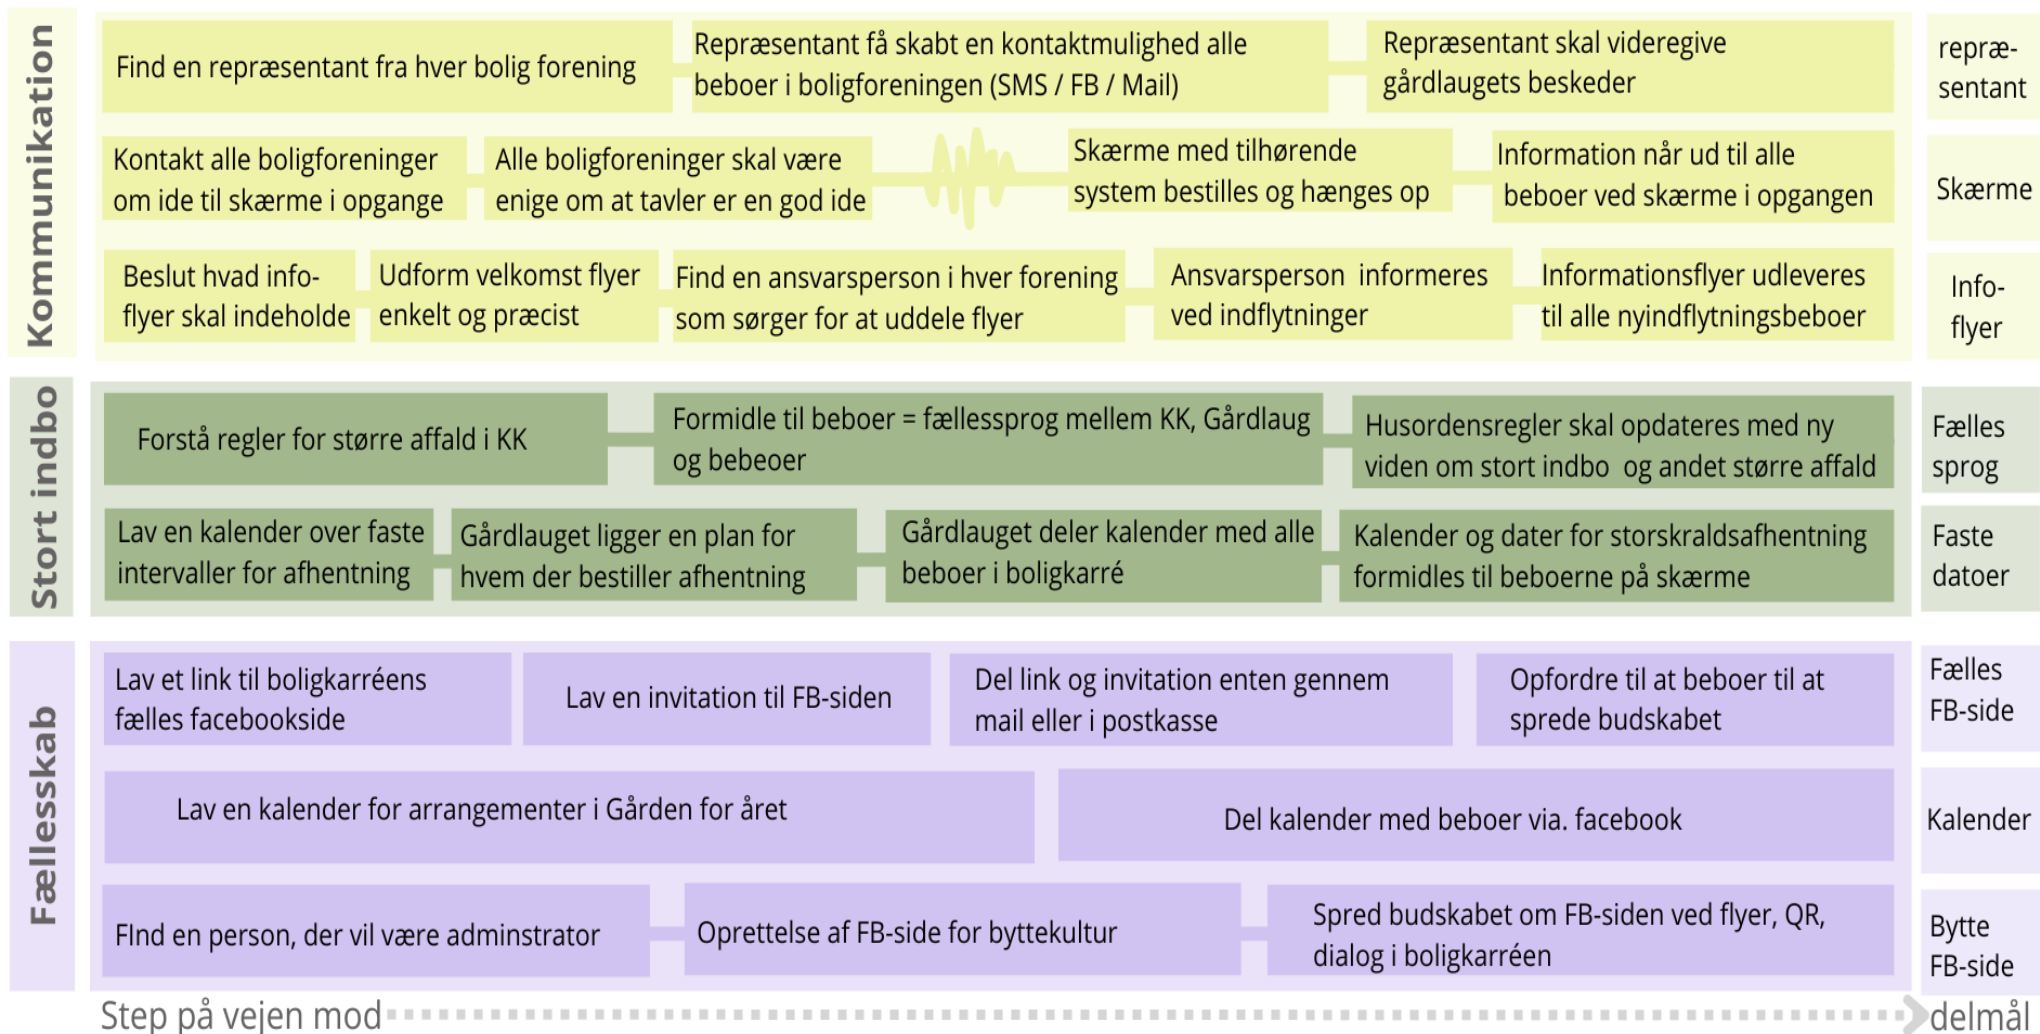 Kommunikation
Find en repræsentant fra hver bolig forening
Repræsentant få skabt en kontaktmulighed alle
beboer i boligforeningen (SMS / FB / Mail)
Repræsentant skal videregive
gårdlaugets beskeder
repræ-
sentant
Kontakt alle boligforeninger
om ide til skærme i opgange
Alle boligforeninger skal være
enige om at tavler er en god ide
Skærme med tilhørende
system bestilles og hænges op
Information når ud til alle
beboer ved skærme i opgangen
Skærme
Beslut hvad info-
flyer skal indeholde
Udform velkomst flyer
enkelt og præcist
Find en ansvarsperson i hver forening
som sørger for at uddele flyer
Ansvarsperson informeres
ved indflytninger
Informationsflyer udleveres
til alle nyindflytningsbeboer
Info-
flyer
Stort indbo
Forstå regler for større affald i KK
Formidle til beboer = fællessprog mellem KK, Gårdlaug
og bebeoer
Husordensregler skal opdateres med ny
viden om stort indbo og andet større affald
Fælles
sprog
Lav en kalender over faste
intervaller for afhentning
Gårdlauget ligger en plan for
hvem der bestiller afhentning
Gårdlauget deler kalender med alle
beboer i boligkarré
Kalender og dater for storskraldsafhentning
formidles til beboerne på skærme
Faste
datoer
Fællesskab
Lav et link til boligkarréens
fælles facebookside
Lav en invitation til FB-siden
Del link og invitation enten gennem
mail eller i postkasse
Opfordre til at beboer til at
sprede budskabet
Fælles
FB-side
Lav en kalender for arrangementer i Gården for året
Del kalender med beboer via. facebook
Kalender
FInd en person, der vil være adminstrator
Oprettelse af FB-side for byttekultur
Spred budskabet om FB-siden ved flyer, QR,
dialog i boligkarréen
Bytte
FB-side
Step på vejen mod
delmål